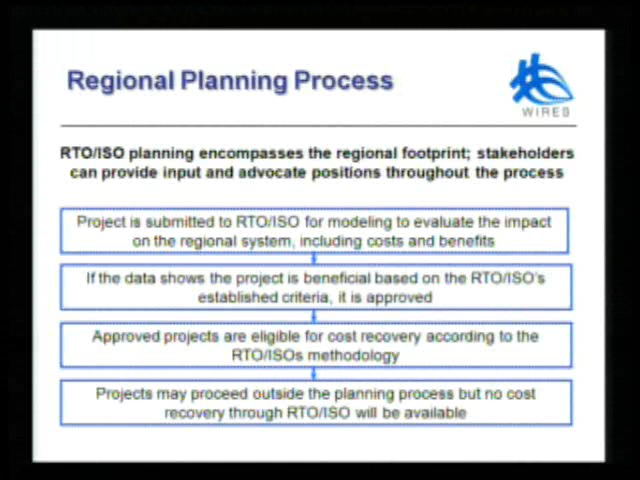 Regional Planning Process
WIRES
RTO/ISO planning encompasses the regional footprint; stakeholders
can provide input and advocate positions throughout the process
Project is submitted to RTO/ISO for modeling to evaluate the impact
on the regional system, including costs and benefits
If the data shows the project is beneficial based on the RTO/ISO's
established criteria, it is approved
Approved projects are eligible for cost recovery according to the
RTO/ISOs methodology
Projects may proceed outside the planning process but no cost
recovery through RTO/ISO will be available